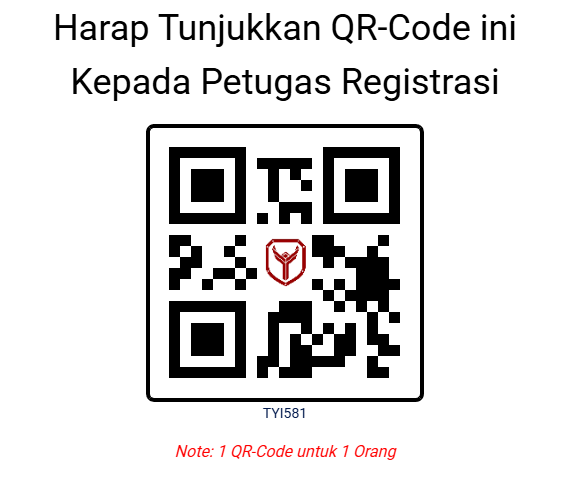 Harap Tunjukkan QR-Code ini
Kepada Petugas Registrasi
TYI581
Note: 1 QR-Code untuk 1 Orang